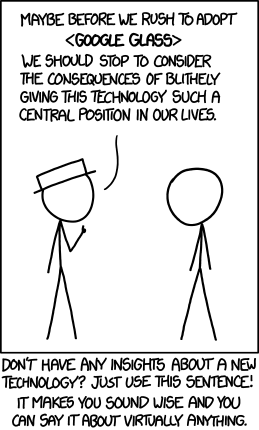 MAYBE BEFORE WE RUSH TO ADOPT
<GOOGLE GLASS>
WE SHOULD STOP TO CONSIDER
THE CONSEQUENCES OF BLITHELY
GIVING THIS TECHNOLOGY SUCH A
CENTRAL POSITION IN OUR LIVES.
DON'T HAVE ANY INSIGHTS ABOUT A NEW
TECHNOLOGY? JUST USE THIS SENTENCE!
IT MAKES YOU SOUND WISE AND YOU
CAN SAY IT ABOUT VIRTUALLY ANYTHING.